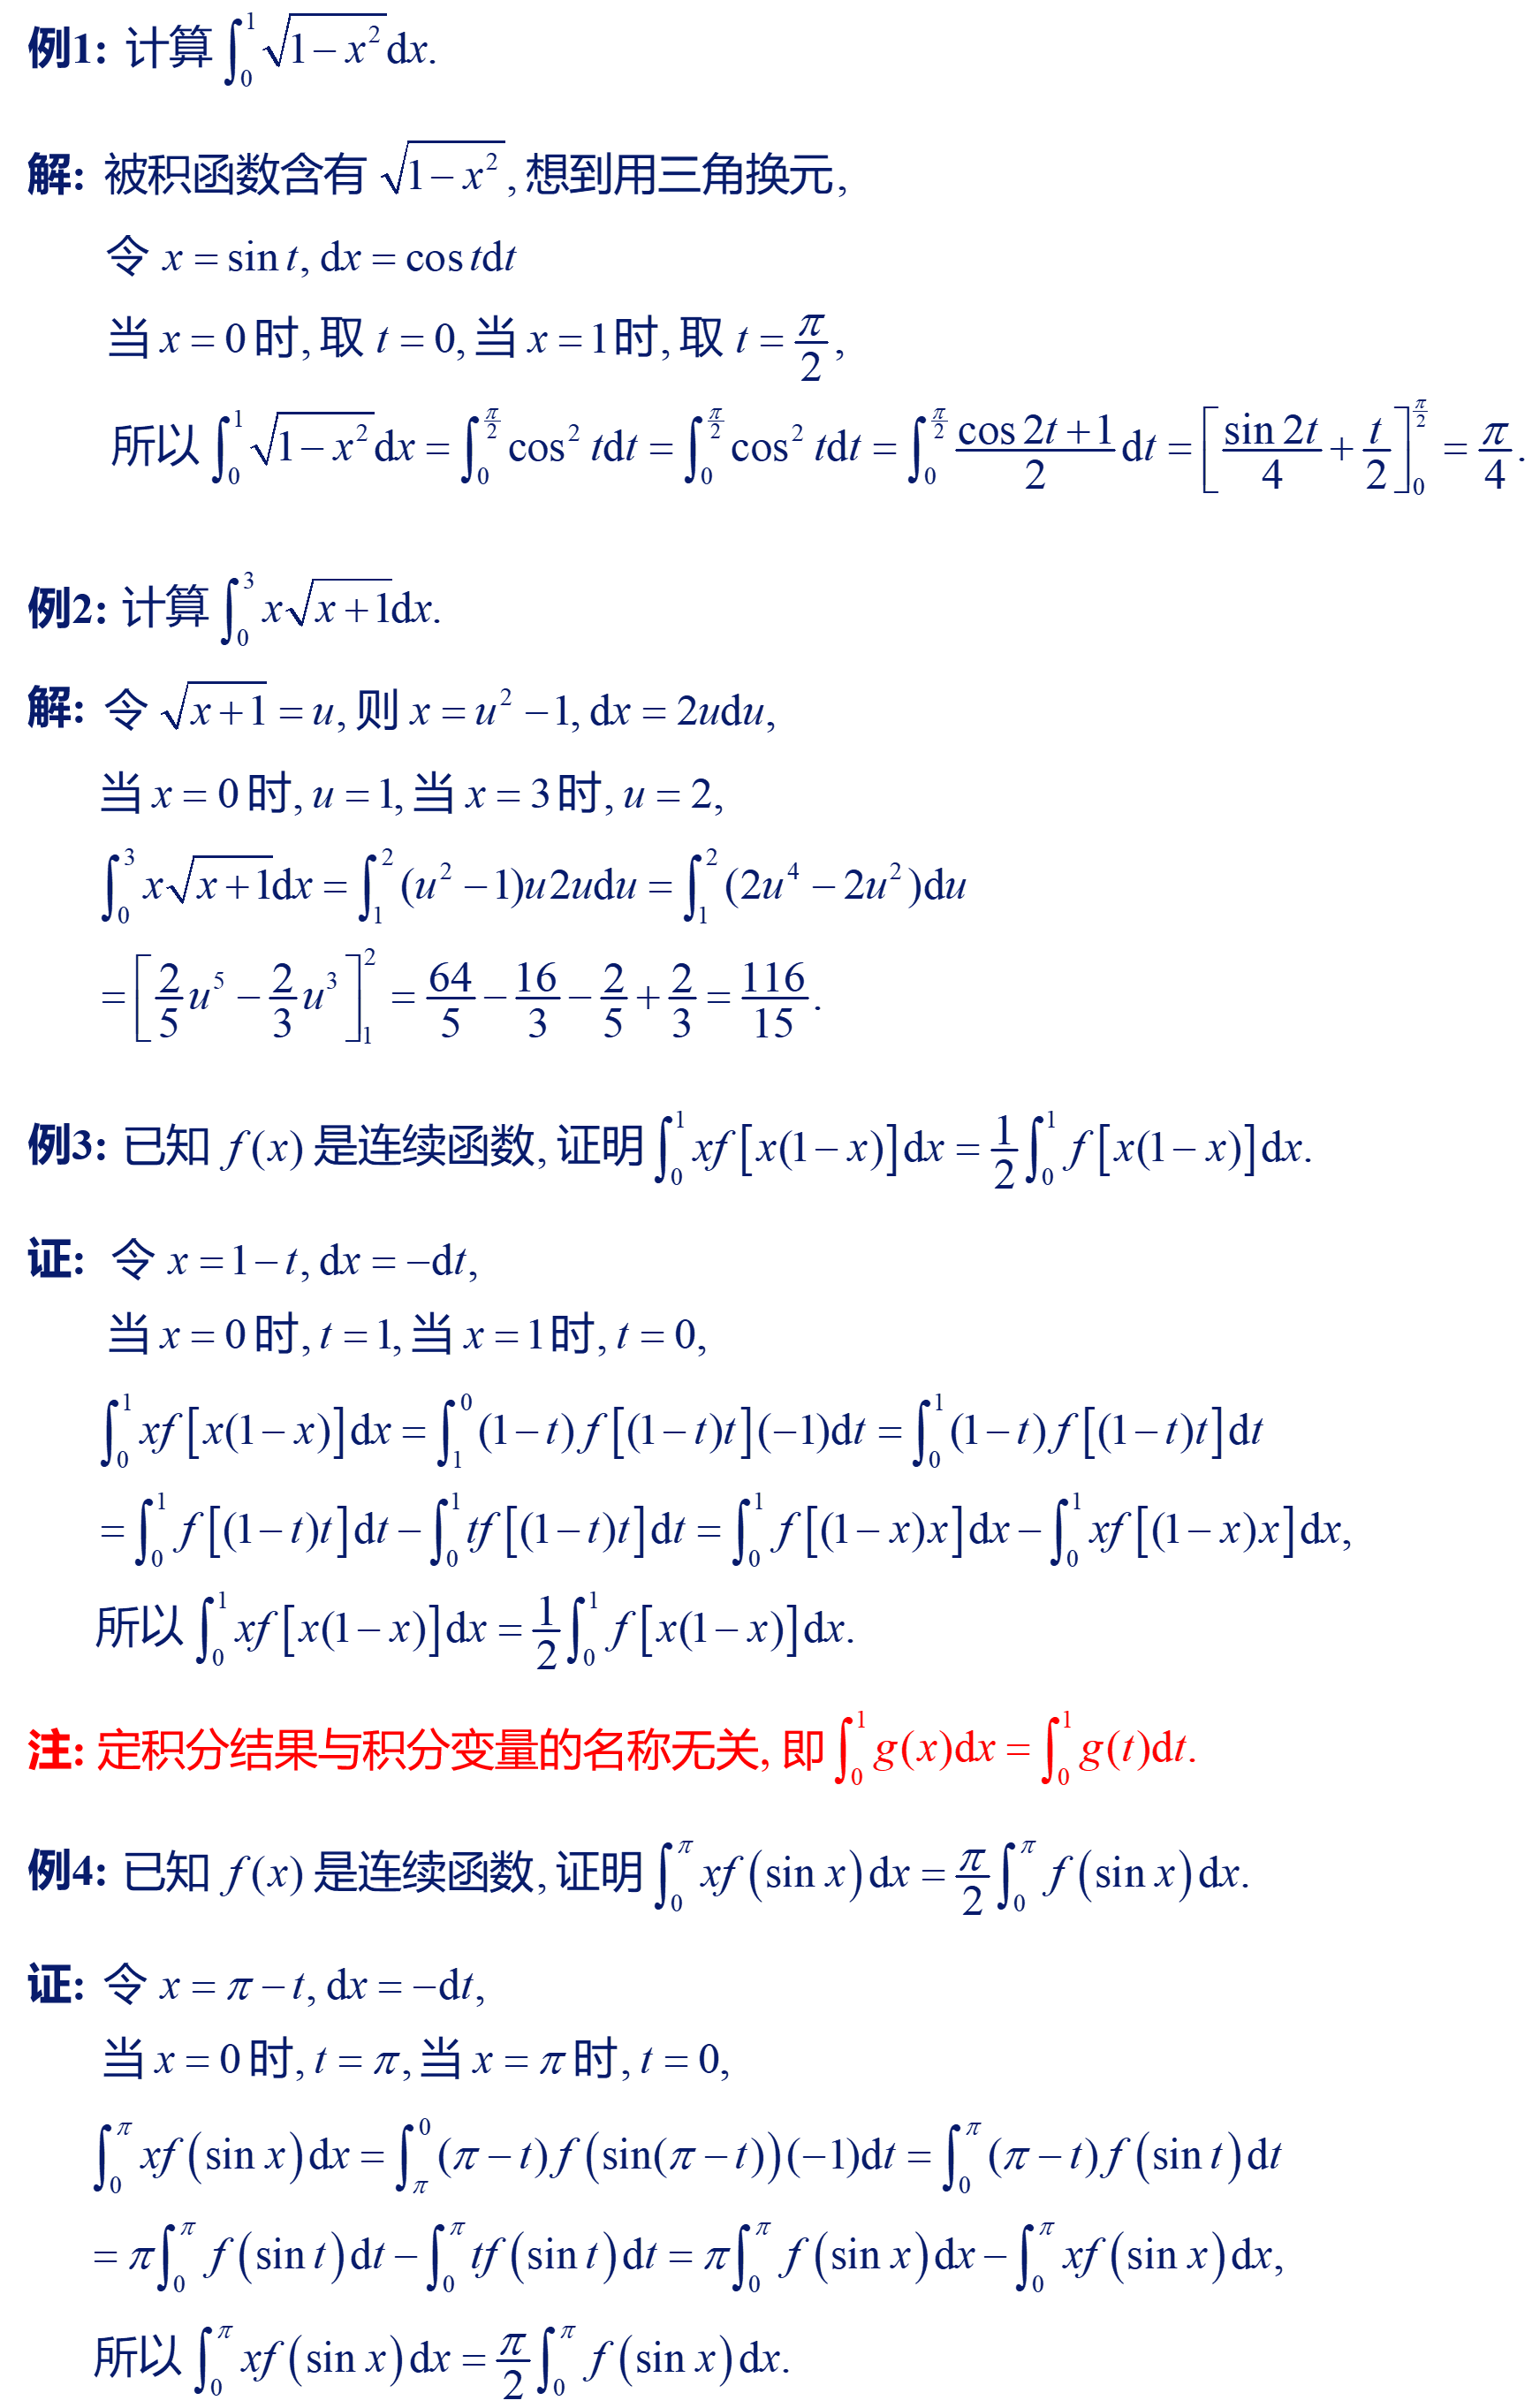 例1: 计算 $\int_0^1 \sqrt{1-x^2}\mathrm{d}x.$
解: 被积函数含有 $\sqrt{1-x^2}$, 想到用三角换元,
令 $x=\sin t, \mathrm{d}x=\cos t\mathrm{d}t$
当 $x=0$ 时, 取 $t=0$, 当 $x=1$ 时, 取 $t=\frac{\pi}{2}$,
所以 $\int_0^1 \sqrt{1-x^2}\mathrm{d}x=\int_0^{\frac{\pi}{2}}\cos^2 t\mathrm{d}t=\int_0^{\frac{\pi}{2}}\cos^2 t\mathrm{d}t=\int_0^{\frac{\pi}{2}}\frac{\cos 2t+1}{2}\mathrm{d}t=\left[\frac{\sin 2t}{4}+\frac{t}{2}\right]_0^{\frac{\pi}{2}}=\frac{\pi}{4}.$
例2: 计算 $\int_0^3 x\sqrt{x+1}\mathrm{d}x.$
解: 令 $\sqrt{x+1}=u$, 则 $x=u^2-1, \mathrm{d}x=2u\mathrm{d}u,$
当 $x=0$ 时, $u=1$, 当 $x=3$ 时, $u=2$,
$\int_0^3 x\sqrt{x+1}\mathrm{d}x=\int_1^2 (u^2-1)u2u\mathrm{d}u=\int_1^2 (2u^4-2u^2)\mathrm{d}u$
$=\left[\frac{2}{5}u^5-\frac{2}{3}u^3\right]_1^2=\frac{64}{5}-\frac{16}{3}-\frac{2}{5}+\frac{2}{3}=\frac{116}{15}.$
例3: 已知 $f(x)$ 是连续函数, 证明 $\int_0^1 xf[x(1-x)]\mathrm{d}x=\frac{1}{2}\int_0^1 f[x(1-x)]\mathrm{d}x.$
证: 令 $x=1-t, \mathrm{d}x=-\mathrm{d}t,$
当 $x=0$ 时, $t=1$, 当 $x=1$ 时, $t=0$,
$\int_0^1 xf[x(1-x)]\mathrm{d}x=\int_1^0 (1-t)f[(1-t)t](-1)\mathrm{d}t=\int_0^1 (1-t)f[(1-t)t]\mathrm{d}t$
$=\int_0^1 f[(1-t)t]\mathrm{d}t-\int_0^1 tf[(1-t)t]\mathrm{d}t=\int_0^1 f[(1-x)x]\mathrm{d}x-\int_0^1 xf[(1-x)x]\mathrm{d}x,$
所以 $\int_0^1 xf[x(1-x)]\mathrm{d}x=\frac{1}{2}\int_0^1 f[x(1-x)]\mathrm{d}x.$
注: 定积分结果与积分变量的名称无关, 即 $\int_0^1 g(x)\mathrm{d}x=\int_0^1 g(t)\mathrm{d}t.$
例4: 已知 $f(x)$ 是连续函数, 证明 $\int_0^{\pi} xf(\sin x)\mathrm{d}x=\frac{\pi}{2}\int_0^{\pi} f(\sin x)\mathrm{d}x.$
证: 令 $x=\pi-t, \mathrm{d}x=-\mathrm{d}t,$
当 $x=0$ 时, $t=\pi$, 当 $x=\pi$ 时, $t=0$,
$\int_0^{\pi} xf(\sin x)\mathrm{d}x=\int_{\pi}^0 (\pi-t)f(\sin(\pi-t))(-1)\mathrm{d}t=\int_0^{\pi} (\pi-t)f(\sin t)\mathrm{d}t$
$=\pi\int_0^{\pi} f(\sin t)\mathrm{d}t-\int_0^{\pi} tf(\sin t)\mathrm{d}t=\pi\int_0^{\pi} f(\sin x)\mathrm{d}x-\int_0^{\pi} xf(\sin x)\mathrm{d}x,$
所以 $\int_0^{\pi} xf(\sin x)\mathrm{d}x=\frac{\pi}{2}\int_0^{\pi} f(\sin x)\mathrm{d}x.$